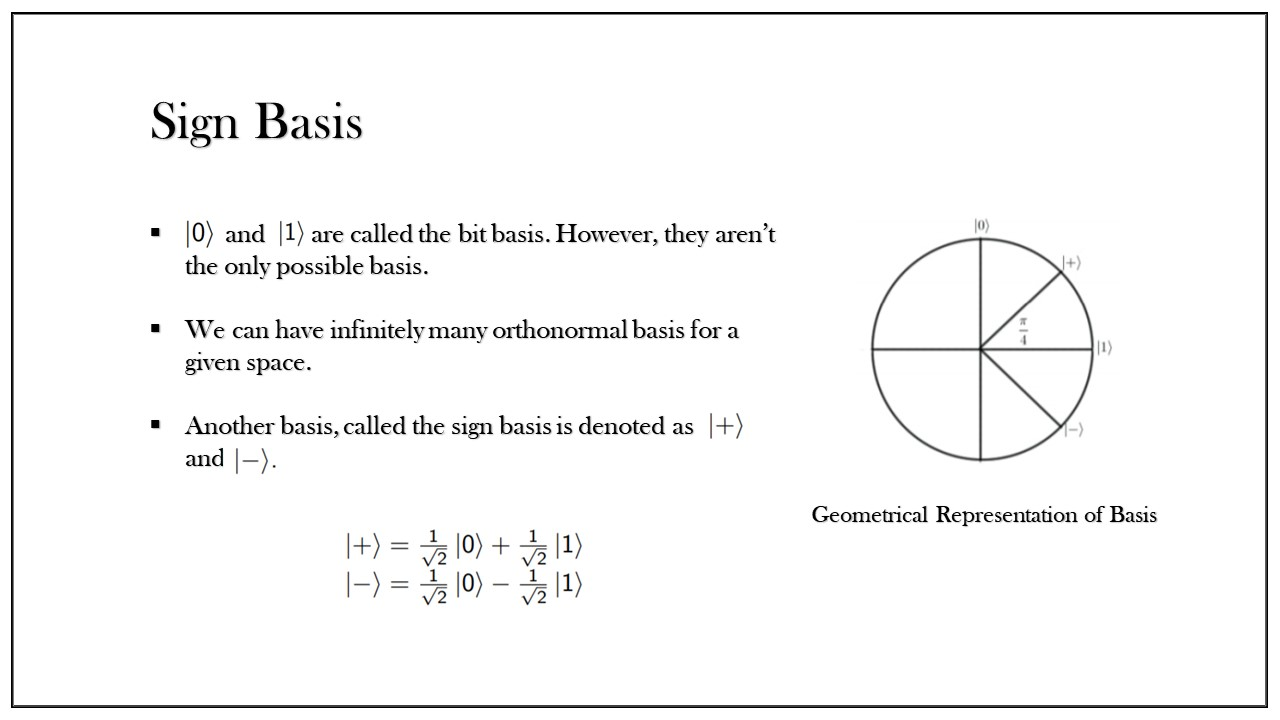 Sign Basis
▪ |0⟩ and |1⟩ are called the bit basis. However, they aren't
the only possible basis.
▪ We can have infinitely many orthonormal basis for a
given space.
▪ Another basis, called the sign basis is denoted as |+⟩
and |−⟩.
|+⟩ = 1/√2 |0⟩ + 1/√2 |1⟩
|−⟩ = 1/√2 |0⟩ − 1/√2 |1⟩
|0⟩
|+⟩
π/4
|1⟩
|−⟩
Geometrical Representation of Basis